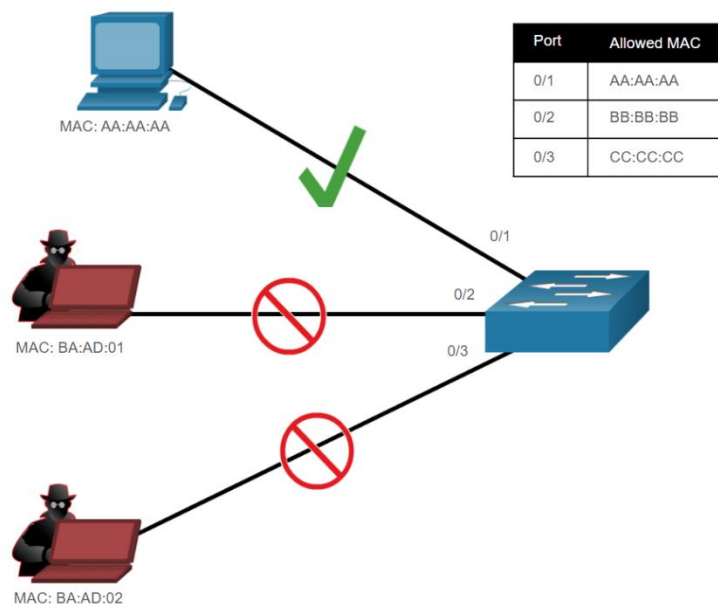 Port Allowed MAC
0/1 AA:AA:AA
0/2 BB:BB:BB
0/3 CC:CC:CC
MAC: AA:AA:AA
0/1
0/2
MAC: BA:AD:01
0/3
MAC: BA:AD:02